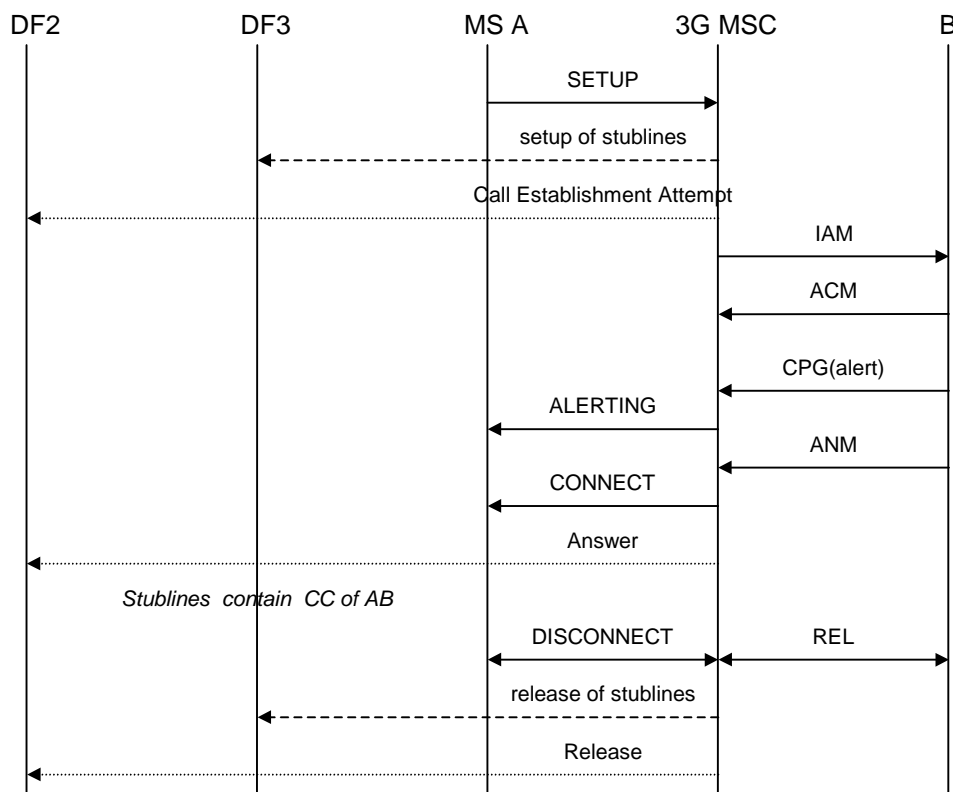 DF2 DF3 MS A 3G MSC B
SETUP
setup of stublines
Call Establishment Attempt
IAM
ACM
CPG(alert)
ALERTING
ANM
CONNECT
Answer
Stublines contain CC of AB
DISCONNECT REL
release of stublines
Release